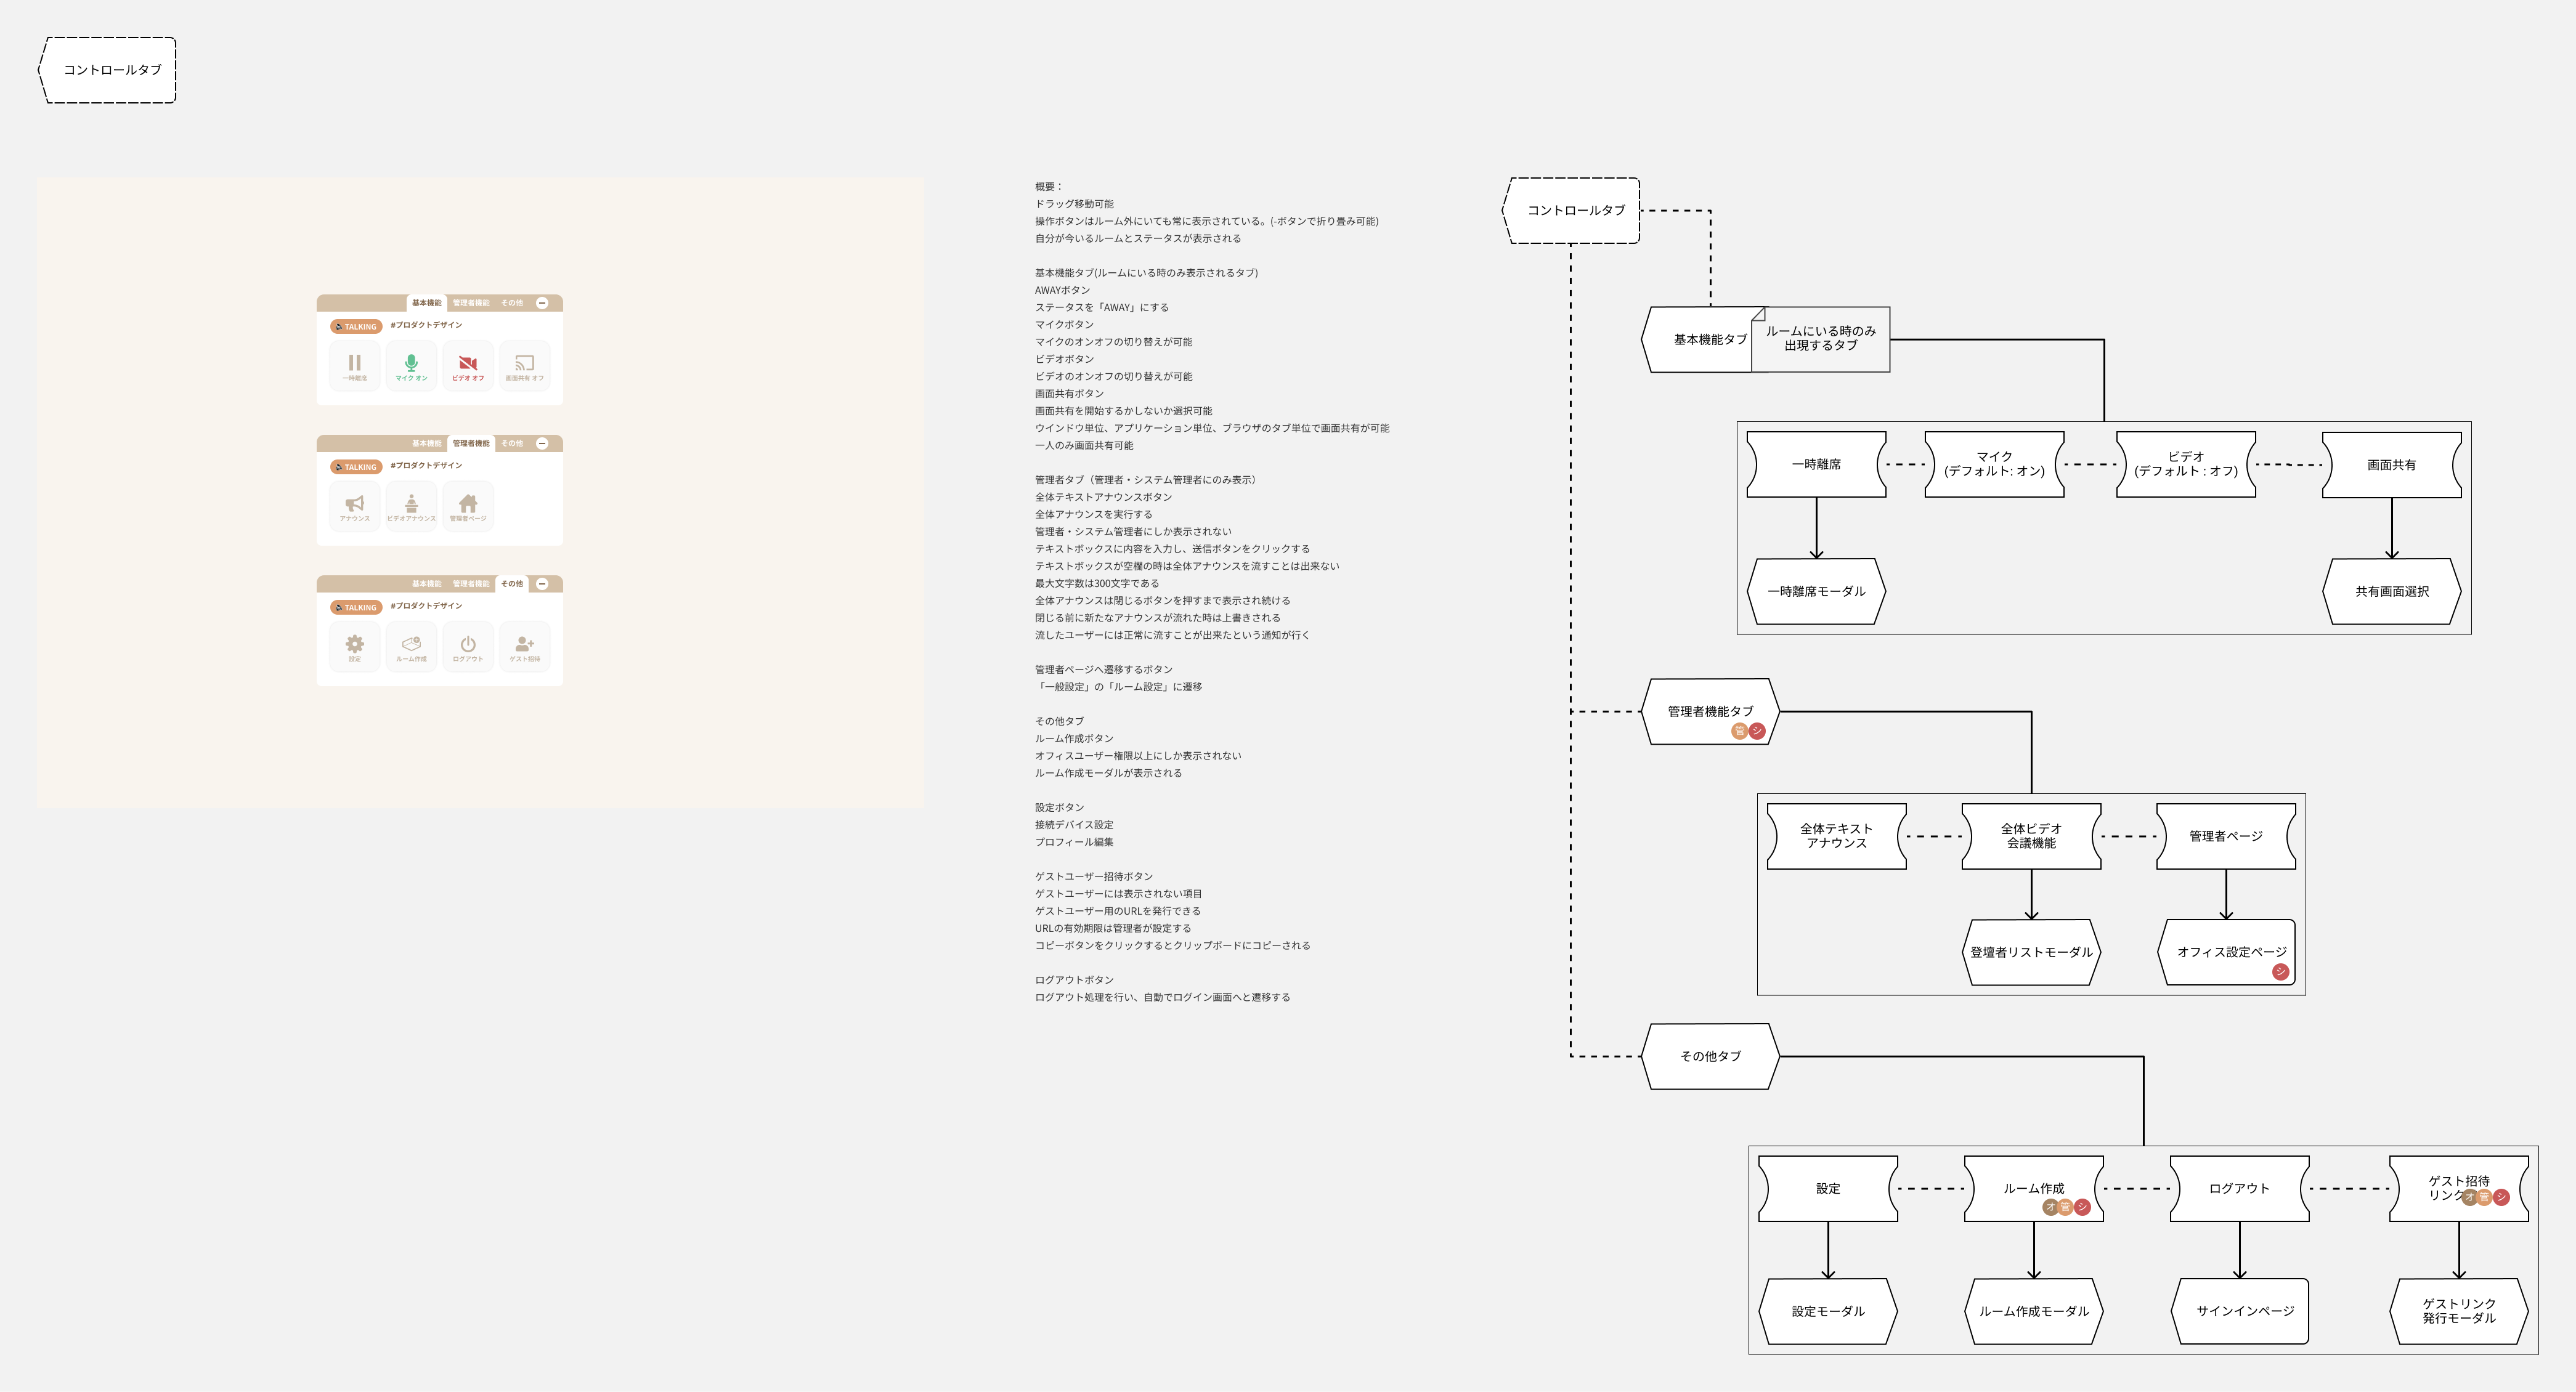 コントロールタブ
基本機能
管理者機能
その他
TALKING
#プロダクトデザイン
一時離席
マイク オン
ビデオ オフ
画面共有 オフ
基本機能
管理者機能
その他
TALKING
#プロダクトデザイン
アナウンス
ビデオアナウンス
管理者ページ
基本機能
管理者機能
その他
TALKING
#プロダクトデザイン
設定
ルーム作成
ログアウト
ゲスト招待
概要：
ドラッグ移動可能
操作ボタンはルーム外にいても常に表示されている。(-ボタンで折り畳み可能)
自分が今いるルームとステータスが表示される
基本機能タブ(ルームにいる時のみ表示されるタブ)
AWAYボタン
ステータスを「AWAY」にする
マイクボタン
マイクのオンオフの切り替えが可能
ビデオボタン
ビデオのオンオフの切り替えが可能
画面共有ボタン
画面共有を開始するかしないか選択可能
ウインドウ単位、アプリケーション単位、ブラウザのタブ単位で画面共有が可能
一人のみ画面共有可能
管理者タブ（管理者・システム管理者にのみ表示）
全体テキストアナウンスボタン
全体アナウンスを実行する
管理者・システム管理者にしか表示されない
テキストボックスに内容を入力し、送信ボタンをクリックする
テキストボックスが空欄の時は全体アナウンスを流すことは出来ない
最大文字数は300文字である
全体アナウンスは閉じるボタンを押すまで表示され続ける
閉じる前に新たなアナウンスが流れた時は上書きされる
流したユーザーには正常に流すことが出来たという通知が行く
管理者ページへ遷移するボタン
「一般設定」の「ルーム設定」に遷移
その他タブ
ルーム作成ボタン
オフィスユーザー権限以上にしか表示されない
ルーム作成モーダルが表示される
設定ボタン
接続デバイス設定
プロフィール編集
ゲストユーザー招待ボタン
ゲストユーザーには表示されない項目
ゲストユーザー用のURLを発行できる
URLの有効期限は管理者が設定する
コピーボタンをクリックするとクリップボードにコピーされる
ログアウトボタン
ログアウト処理を行い、自動でログイン画面へと遷移する
コントロールタブ
基本機能タブ
ルームにいる時のみ
出現するタブ
一時離席
マイク
(デフォルト: オン)
ビデオ
(デフォルト : オフ)
画面共有
一時離席モーダル
共有画面選択
管理者機能タブ
管
シ
全体テキスト
アナウンス
全体ビデオ
会議機能
管理者ページ
登壇者リストモーダル
オフィス設定ページ
シ
その他タブ
設定
ルーム作成
オ
管
シ
ログアウト
ゲスト招待
リンク
オ
管
シ
設定モーダル
ルーム作成モーダル
サインインページ
ゲストリンク
発行モーダル